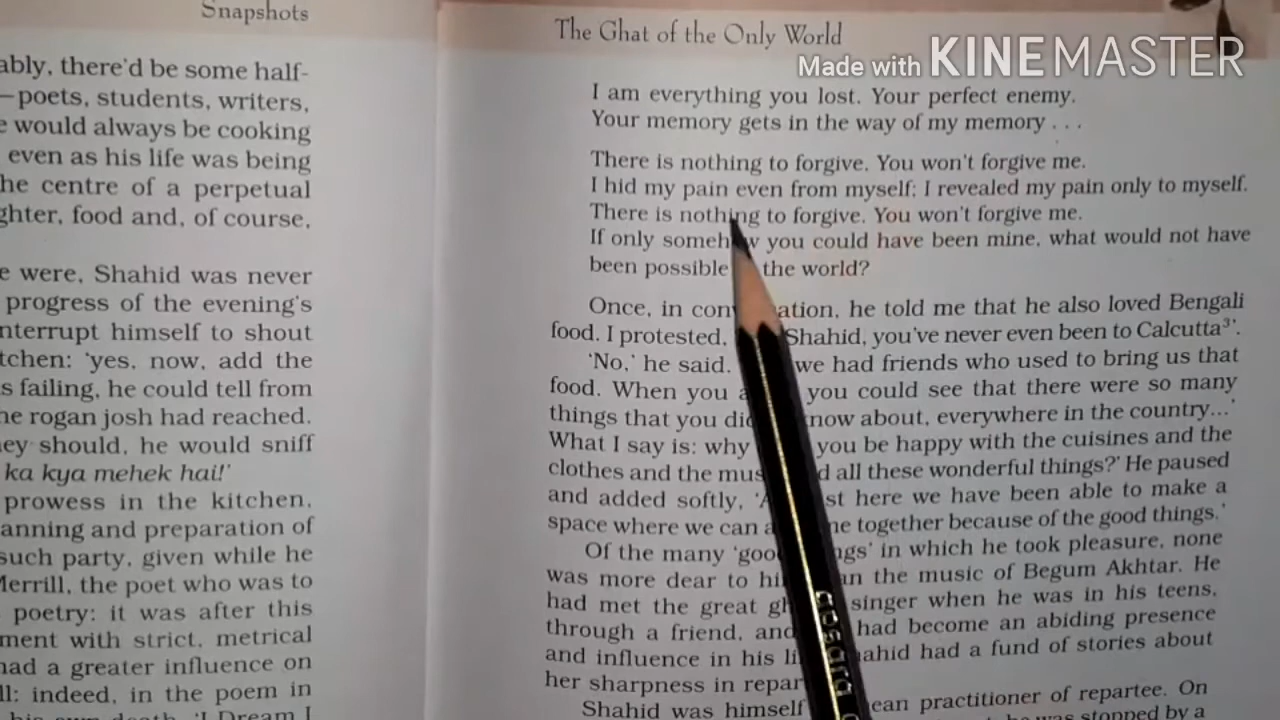 Snapshots
ably, there'd be some half-
—poets, students, writers,
e would always be cooking
even as his life was being
he centre of a perpetual
ghter, food and, of course,
e were, Shahid was never
progress of the evening's
nterrupt himself to shout
tchen: 'yes, now, add the
s failing, he could tell from
he rogan josh had reached.
ey should, he would sniff
ka kya mehek hai!'
prowess in the kitchen,
anning and preparation of
such party, given while he
Merrill, the poet who was to
poetry: it was after this
ment with strict, metrical
had a greater influence on
ll: indeed, in the poem in
his own death, 'I Dream I
The Ghat of the Only World
Made with KINEMASTER
I am everything you lost. Your perfect enemy.
Your memory gets in the way of my memory . . .
There is nothing to forgive. You won't forgive me.
I hid my pain even from myself; I revealed my pain only to myself.
There is nothing to forgive. You won't forgive me.
If only somehow you could have been mine, what would not have
been possible the world?
Once, in con ation, he told me that he also loved Bengali
food. I protested, Shahid, you've never even been to Calcutta³'.
'No,' he said. we had friends who used to bring us that
food. When you a you could see that there were so many
things that you did now about, everywhere in the country...'
What I say is: why you be happy with the cuisines and the
clothes and the mus d all these wonderful things?' He paused
and added softly, 'A st here we have been able to make a
space where we can a ne together because of the good things.'
Of the many 'goo ngs' in which he took pleasure, none
was more dear to hi an the music of Begum Akhtar. He
had met the great gh singer when he was in his teens,
through a friend, and had become an abiding presence
and influence in his li ahid had a fund of stories about
her sharpness in repar
Shahid was himself ean practitioner of repartee. On
was stopped by a
gosara